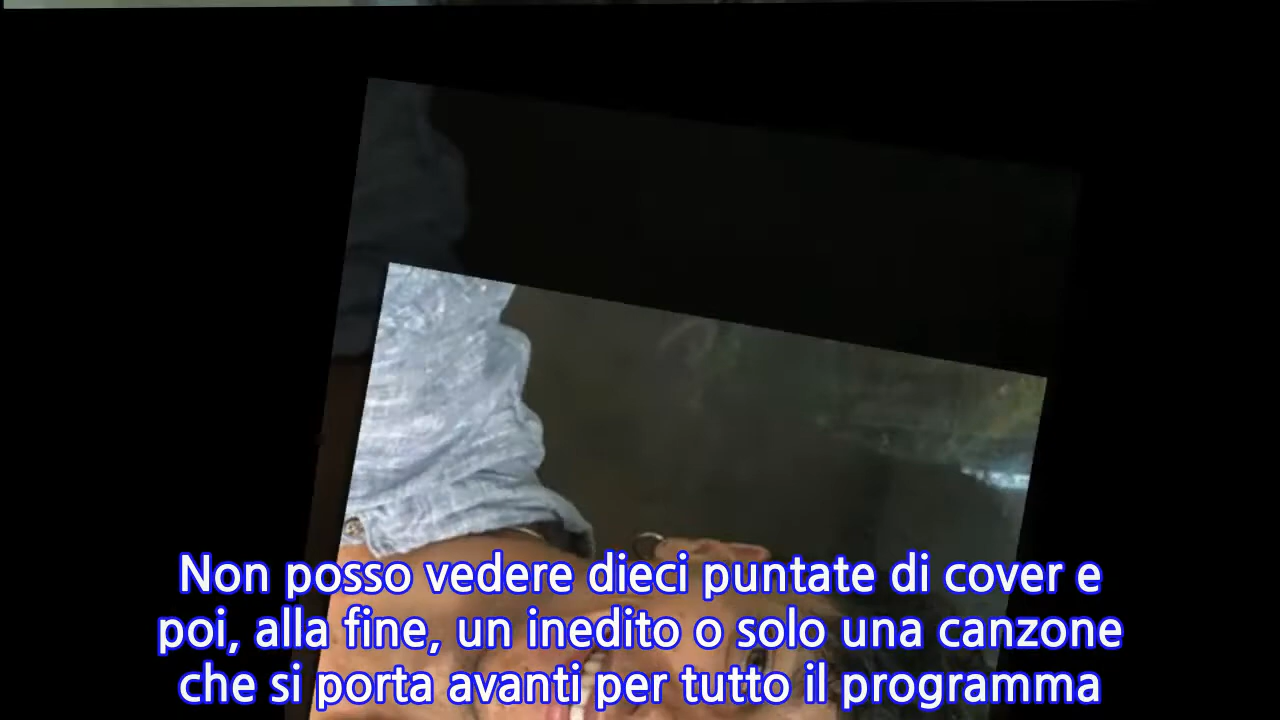 Non posso vedere dieci puntate di cover e
poi, alla fine, un inedito o solo una canzone
che si porta avanti per tutto il programma